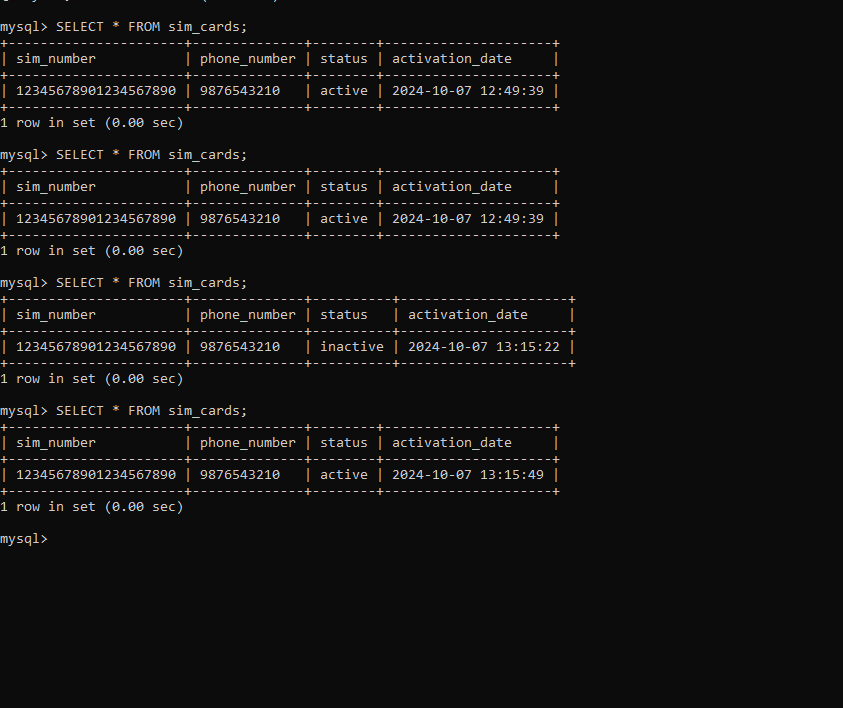 mysql> SELECT * FROM sim_cards;
+----------------------+--------------+--------+---------------------+
| sim_number           | phone_number | status | activation_date     |
+----------------------+--------------+--------+---------------------+
| 12345678901234567890 | 9876543210   | active | 2024-10-07 12:49:39 |
+----------------------+--------------+--------+---------------------+
1 row in set (0.00 sec)
mysql> SELECT * FROM sim_cards;
+----------------------+--------------+--------+---------------------+
| sim_number           | phone_number | status | activation_date     |
+----------------------+--------------+--------+---------------------+
| 12345678901234567890 | 9876543210   | active | 2024-10-07 12:49:39 |
+----------------------+--------------+--------+---------------------+
1 row in set (0.00 sec)
mysql> SELECT * FROM sim_cards;
+----------------------+--------------+----------+---------------------+
| sim_number           | phone_number | status   | activation_date     |
+----------------------+--------------+----------+---------------------+
| 12345678901234567890 | 9876543210   | inactive | 2024-10-07 13:15:22 |
+----------------------+--------------+----------+---------------------+
1 row in set (0.00 sec)
mysql> SELECT * FROM sim_cards;
+----------------------+--------------+--------+---------------------+
| sim_number           | phone_number | status | activation_date     |
+----------------------+--------------+--------+---------------------+
| 12345678901234567890 | 9876543210   | active | 2024-10-07 13:15:49 |
+----------------------+--------------+--------+---------------------+
1 row in set (0.00 sec)
mysql>